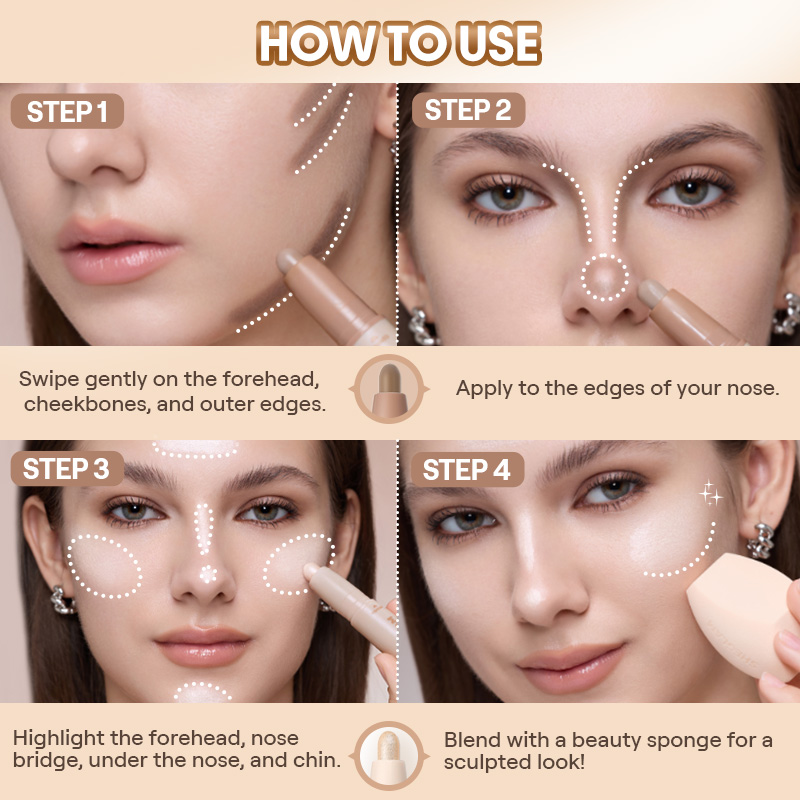 HOW TO USE
STEP 1
STEP 2
Swipe gently on the forehead,
cheekbones, and outer edges.
Apply to the edges of your nose.
STEP 3
STEP 4
Highlight the forehead, nose
bridge, under the nose, and chin.
Blend with a beauty sponge for a
sculpted look!